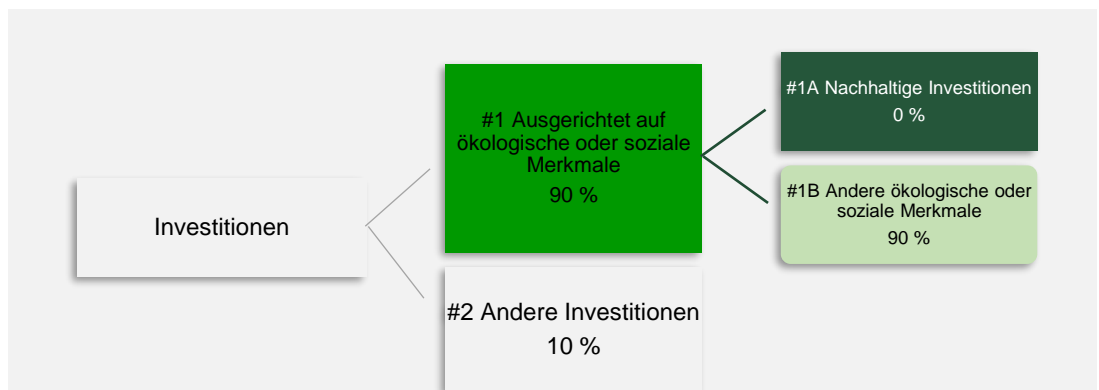 Investitionen
#1 Ausgerichtet auf
ökologische oder soziale
Merkmale
90 %
#2 Andere Investitionen
10 %
#1A Nachhaltige Investitionen
0 %
#1B Andere ökologische oder
soziale Merkmale
90 %